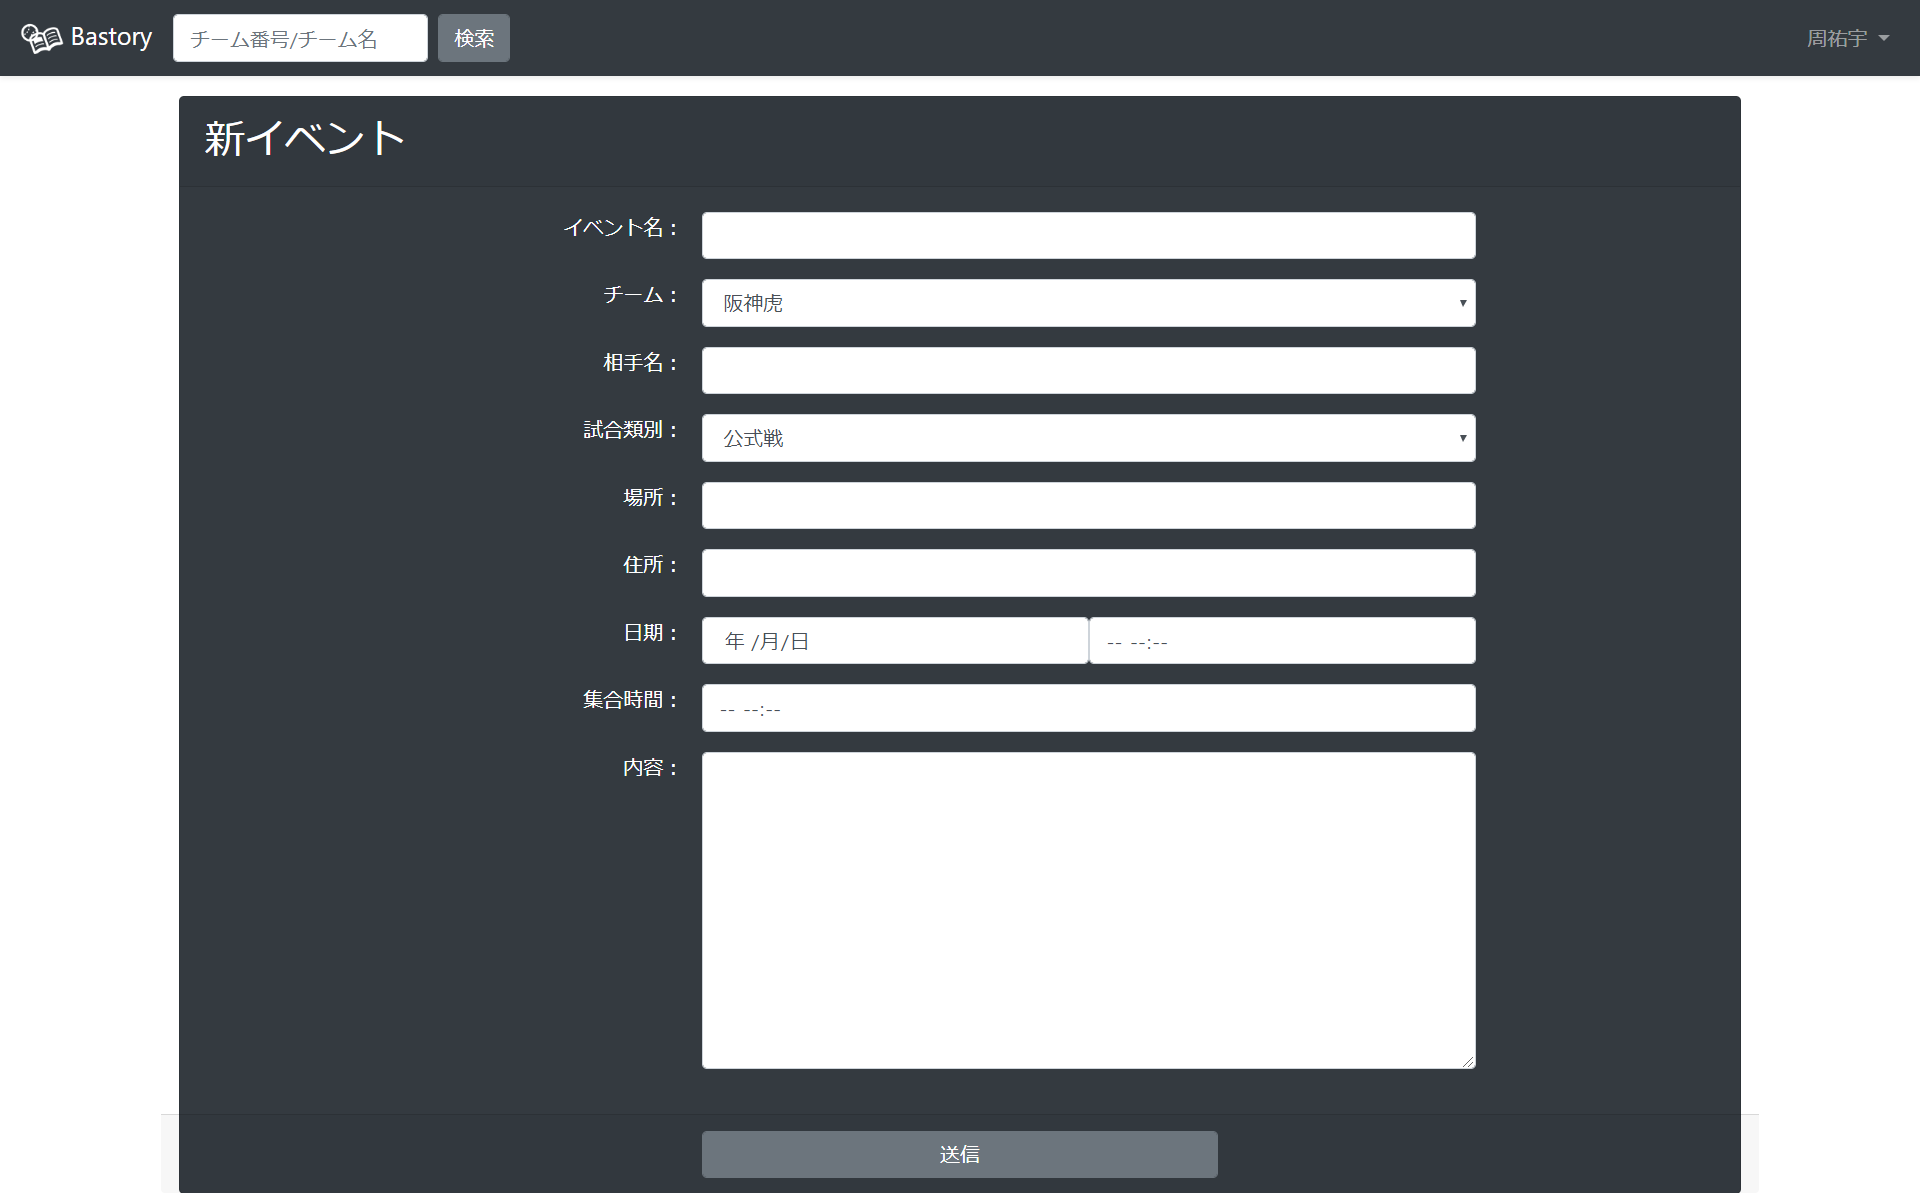 Bastory チーム番号/チーム名 検索 周祐宇
新イベント
イベント名：
チーム： 阪神虎
相手名：
試合類別： 公式戦
場所：
住所：
日期： 年 /月/日 -- --:--
集合時間： -- --:--
内容：
送信